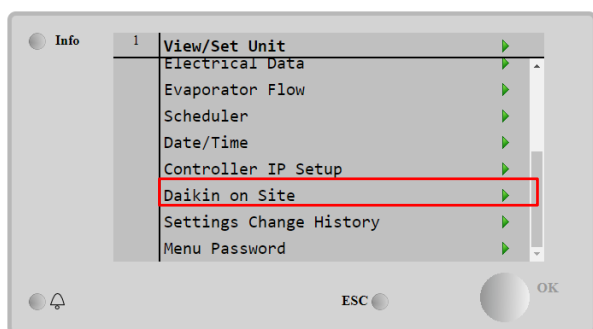 Info
1 View/Set Unit
Electrical Data
Evaporator Flow
Scheduler
Date/Time
Controller IP Setup
Daikin on Site
Settings Change History
Menu Password
ESC
OK